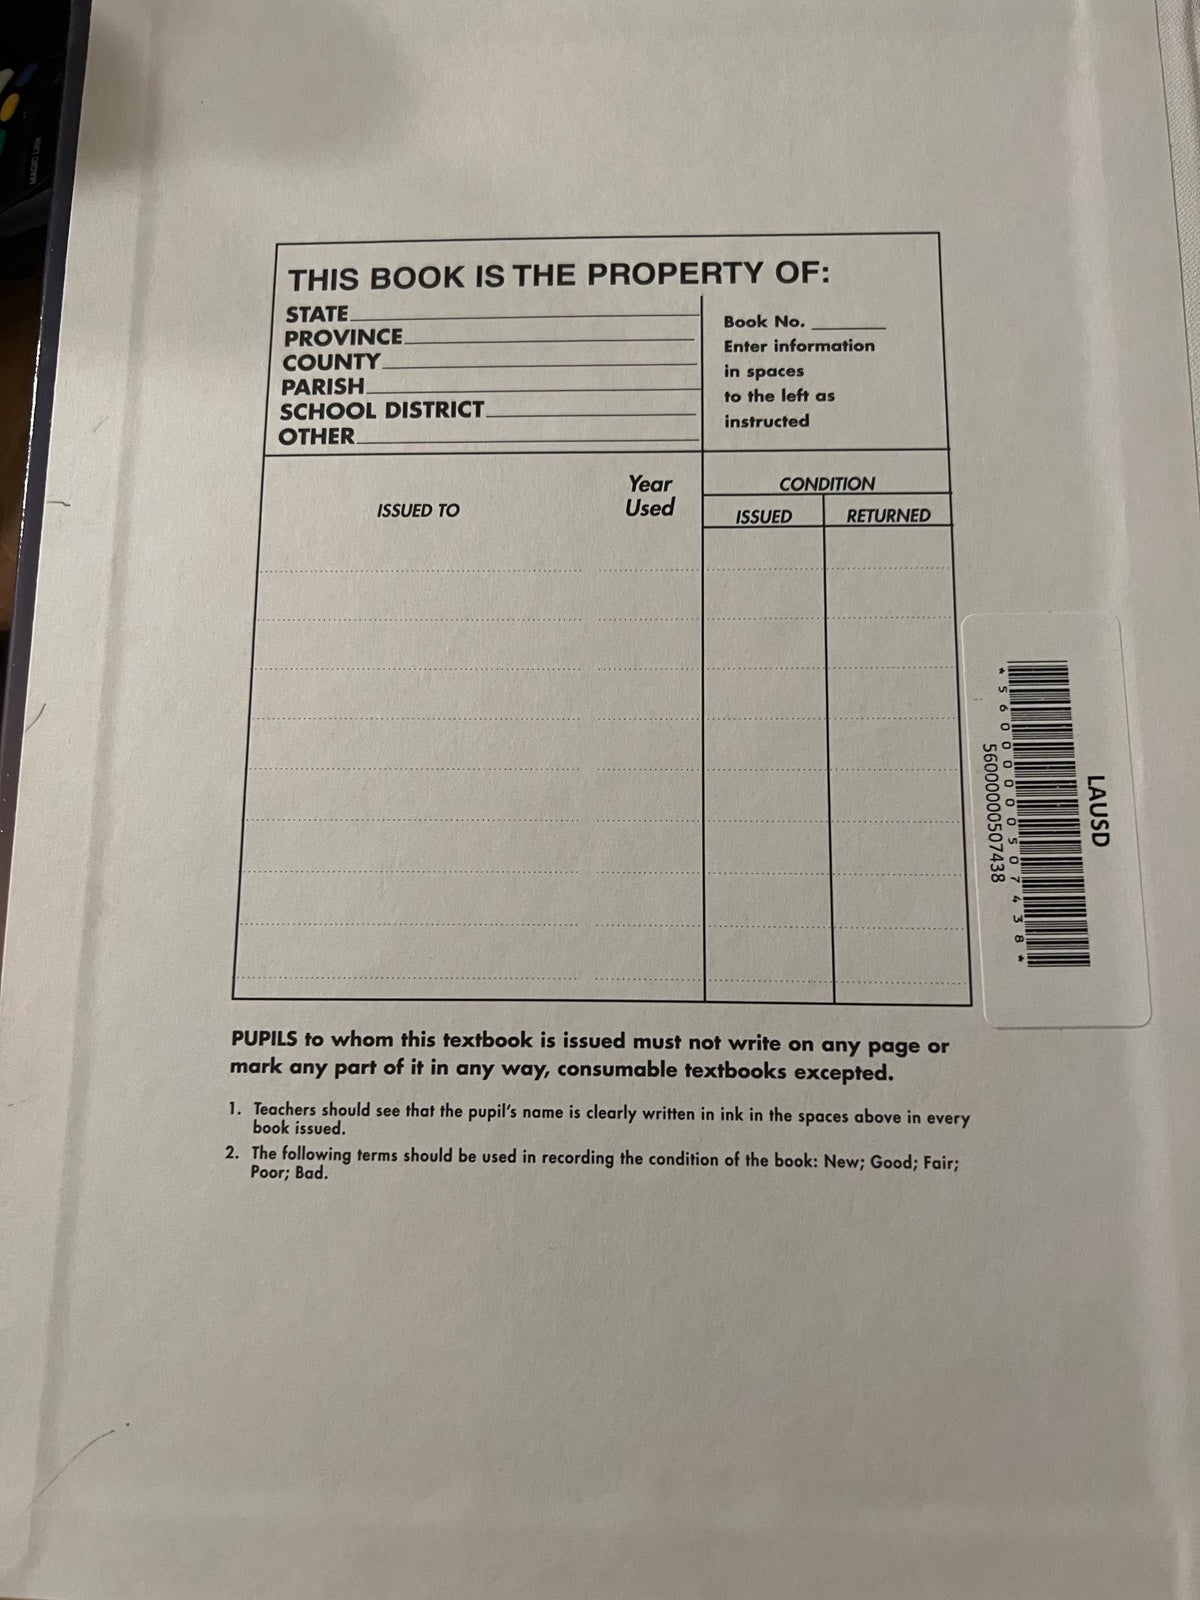 MAGIC LINK
THIS BOOK IS THE PROPERTY OF:
STATE
PROVINCE
COUNTY
PARISH
SCHOOL DISTRICT
OTHER
Book No.
Enter information
in spaces
to the left as
instructed
ISSUED TO
Year
Used
CONDITION
ISSUED
RETURNED
LAUSD
*5600000507438*
5600000507438
PUPILS to whom this textbook is issued must not write on any page or
mark any part of it in any way, consumable textbooks excepted.
1. Teachers should see that the pupil's name is clearly written in ink in the spaces above in every
book issued.
2. The following terms should be used in recording the condition of the book: New; Good; Fair;
Poor; Bad.